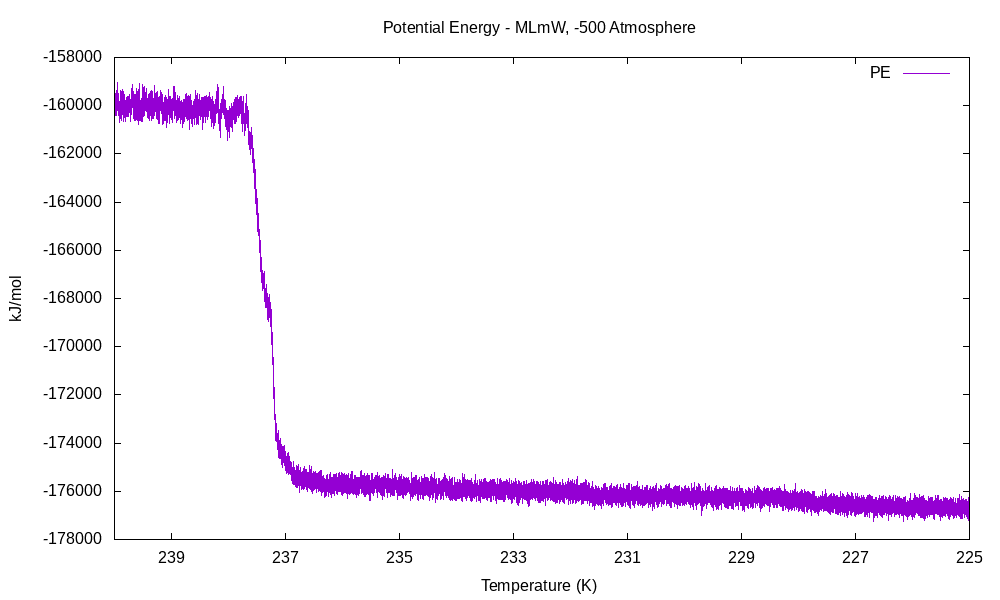 Potential Energy - MLmW, -500 Atmosphere
PE
-158000
-160000
-162000
-164000
-166000
-168000
-170000
-172000
-174000
-176000
-178000
kJ/mol
239 237 235 233 231 229 227 225
Temperature (K)